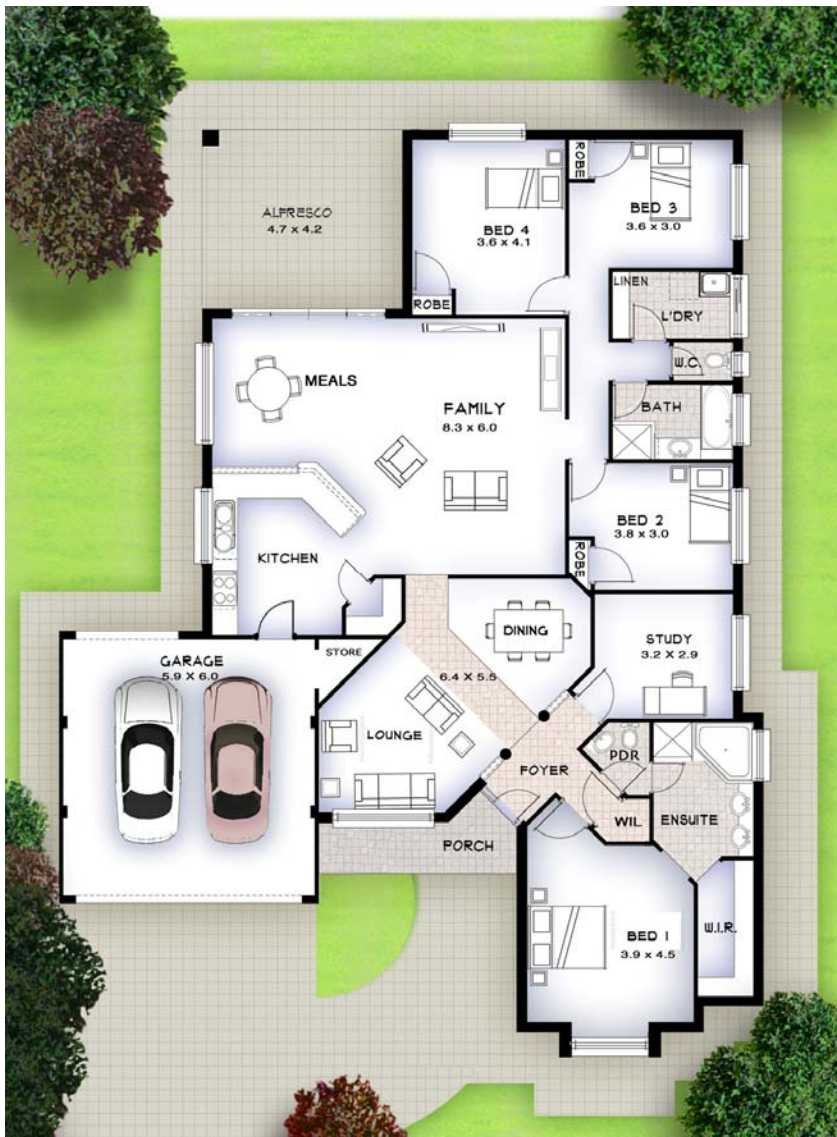 ROBE
BED 3
3.6 x 3.0
ALFRESCO
4.7 x 4.2
BED 4
3.6 x 4.1
ROBE
LINEN
L'DRY
W.C.
MEALS
FAMILY
8.3 x 6.0
BATH
BED 2
3.8 x 3.0
ROBE
KITCHEN
DINING
STUDY
3.2 x 2.9
STORE
GARAGE
5.9 X 6.0
6.4 X 5.5
LOUNGE
PDR
FOYER
WIL
ENSUITE
PORCH
BED 1
3.9 x 4.5
W.I.R.